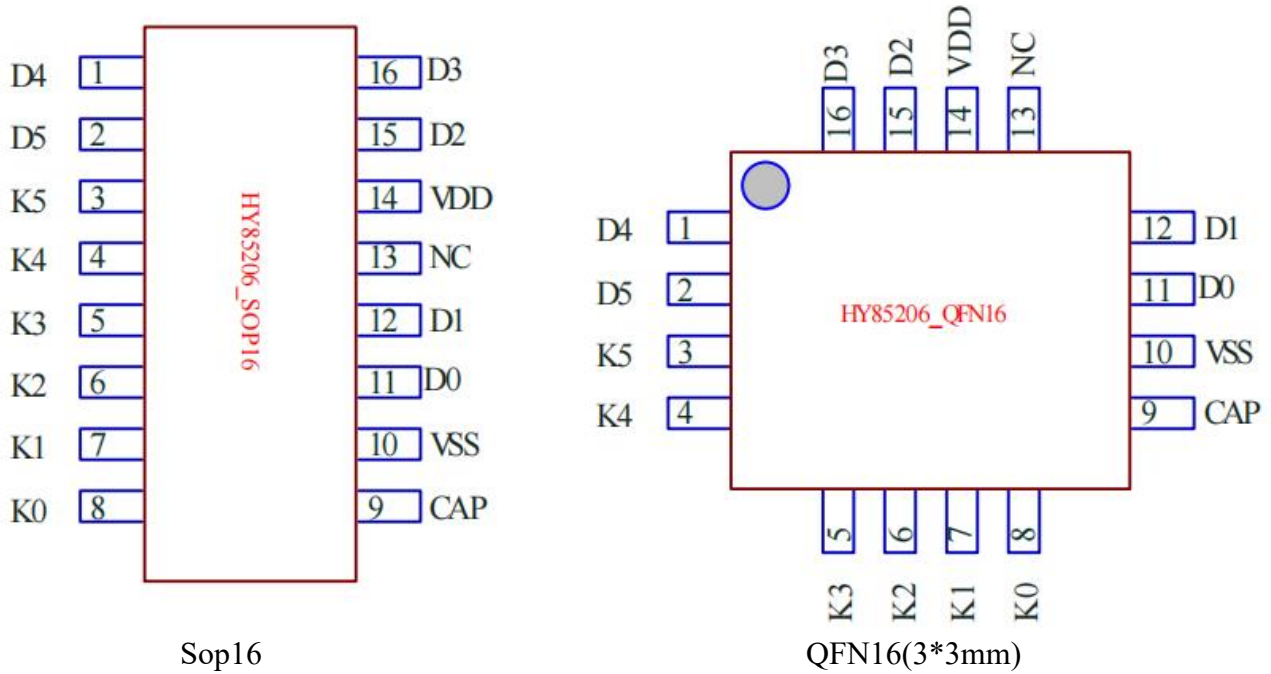 D4 1 16 D3
D5 2 15 D2
K5 3 14 VDD
K4 4 13 NC
K3 5 12 D1
K2 6 11 D0
K1 7 10 VSS
K0 8 9 CAP
HY85206_SOP16
Sop16
D3 D2 VDD NC
16 15 14 13
D4 1 12 D1
D5 2 11 D0
K5 3 10 VSS
K4 4 9 CAP
HY85206_QFN16
5 6 7 8
K3 K2 K1 K0
QFN16(3*3mm)